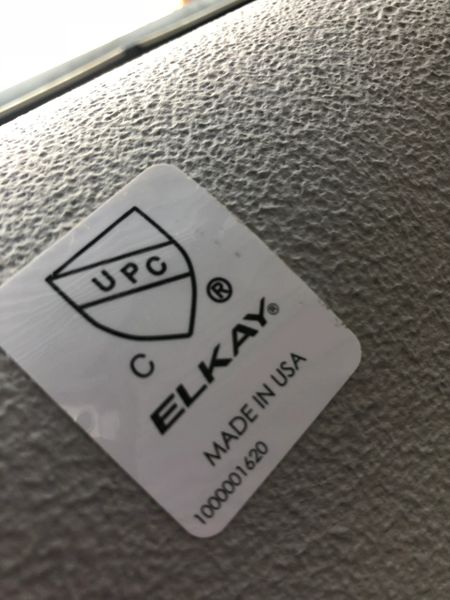 UPC
®
C
ELKAY®
MADE IN USA
1000001620